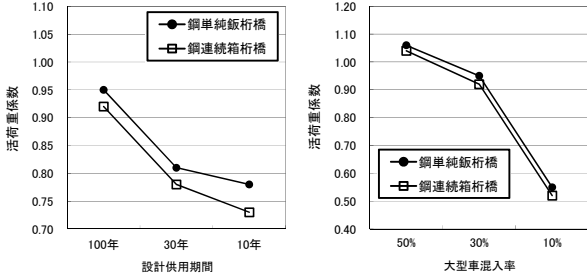 1.10
1.05
1.00
0.95
0.90
0.85
0.80
0.75
0.70
活荷重係数
鋼単純鈑桁橋
鋼連続箱桁橋
100年
30年
10年
設計供用期間
1.20
1.10
1.00
0.90
0.80
0.70
0.60
0.50
0.40
活荷重係数
鋼単純鈑桁橋
鋼連続箱桁橋
50%
30%
10%
大型車混入率